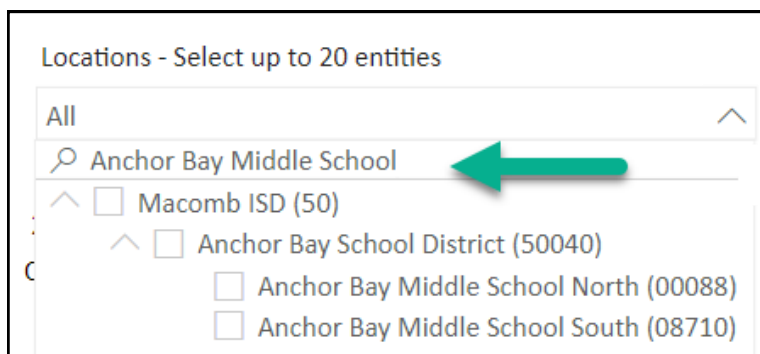 Locations - Select up to 20 entities
All
Anchor Bay Middle School
Macomb ISD (50)
Anchor Bay School District (50040)
Anchor Bay Middle School North (00088)
Anchor Bay Middle School South (08710)